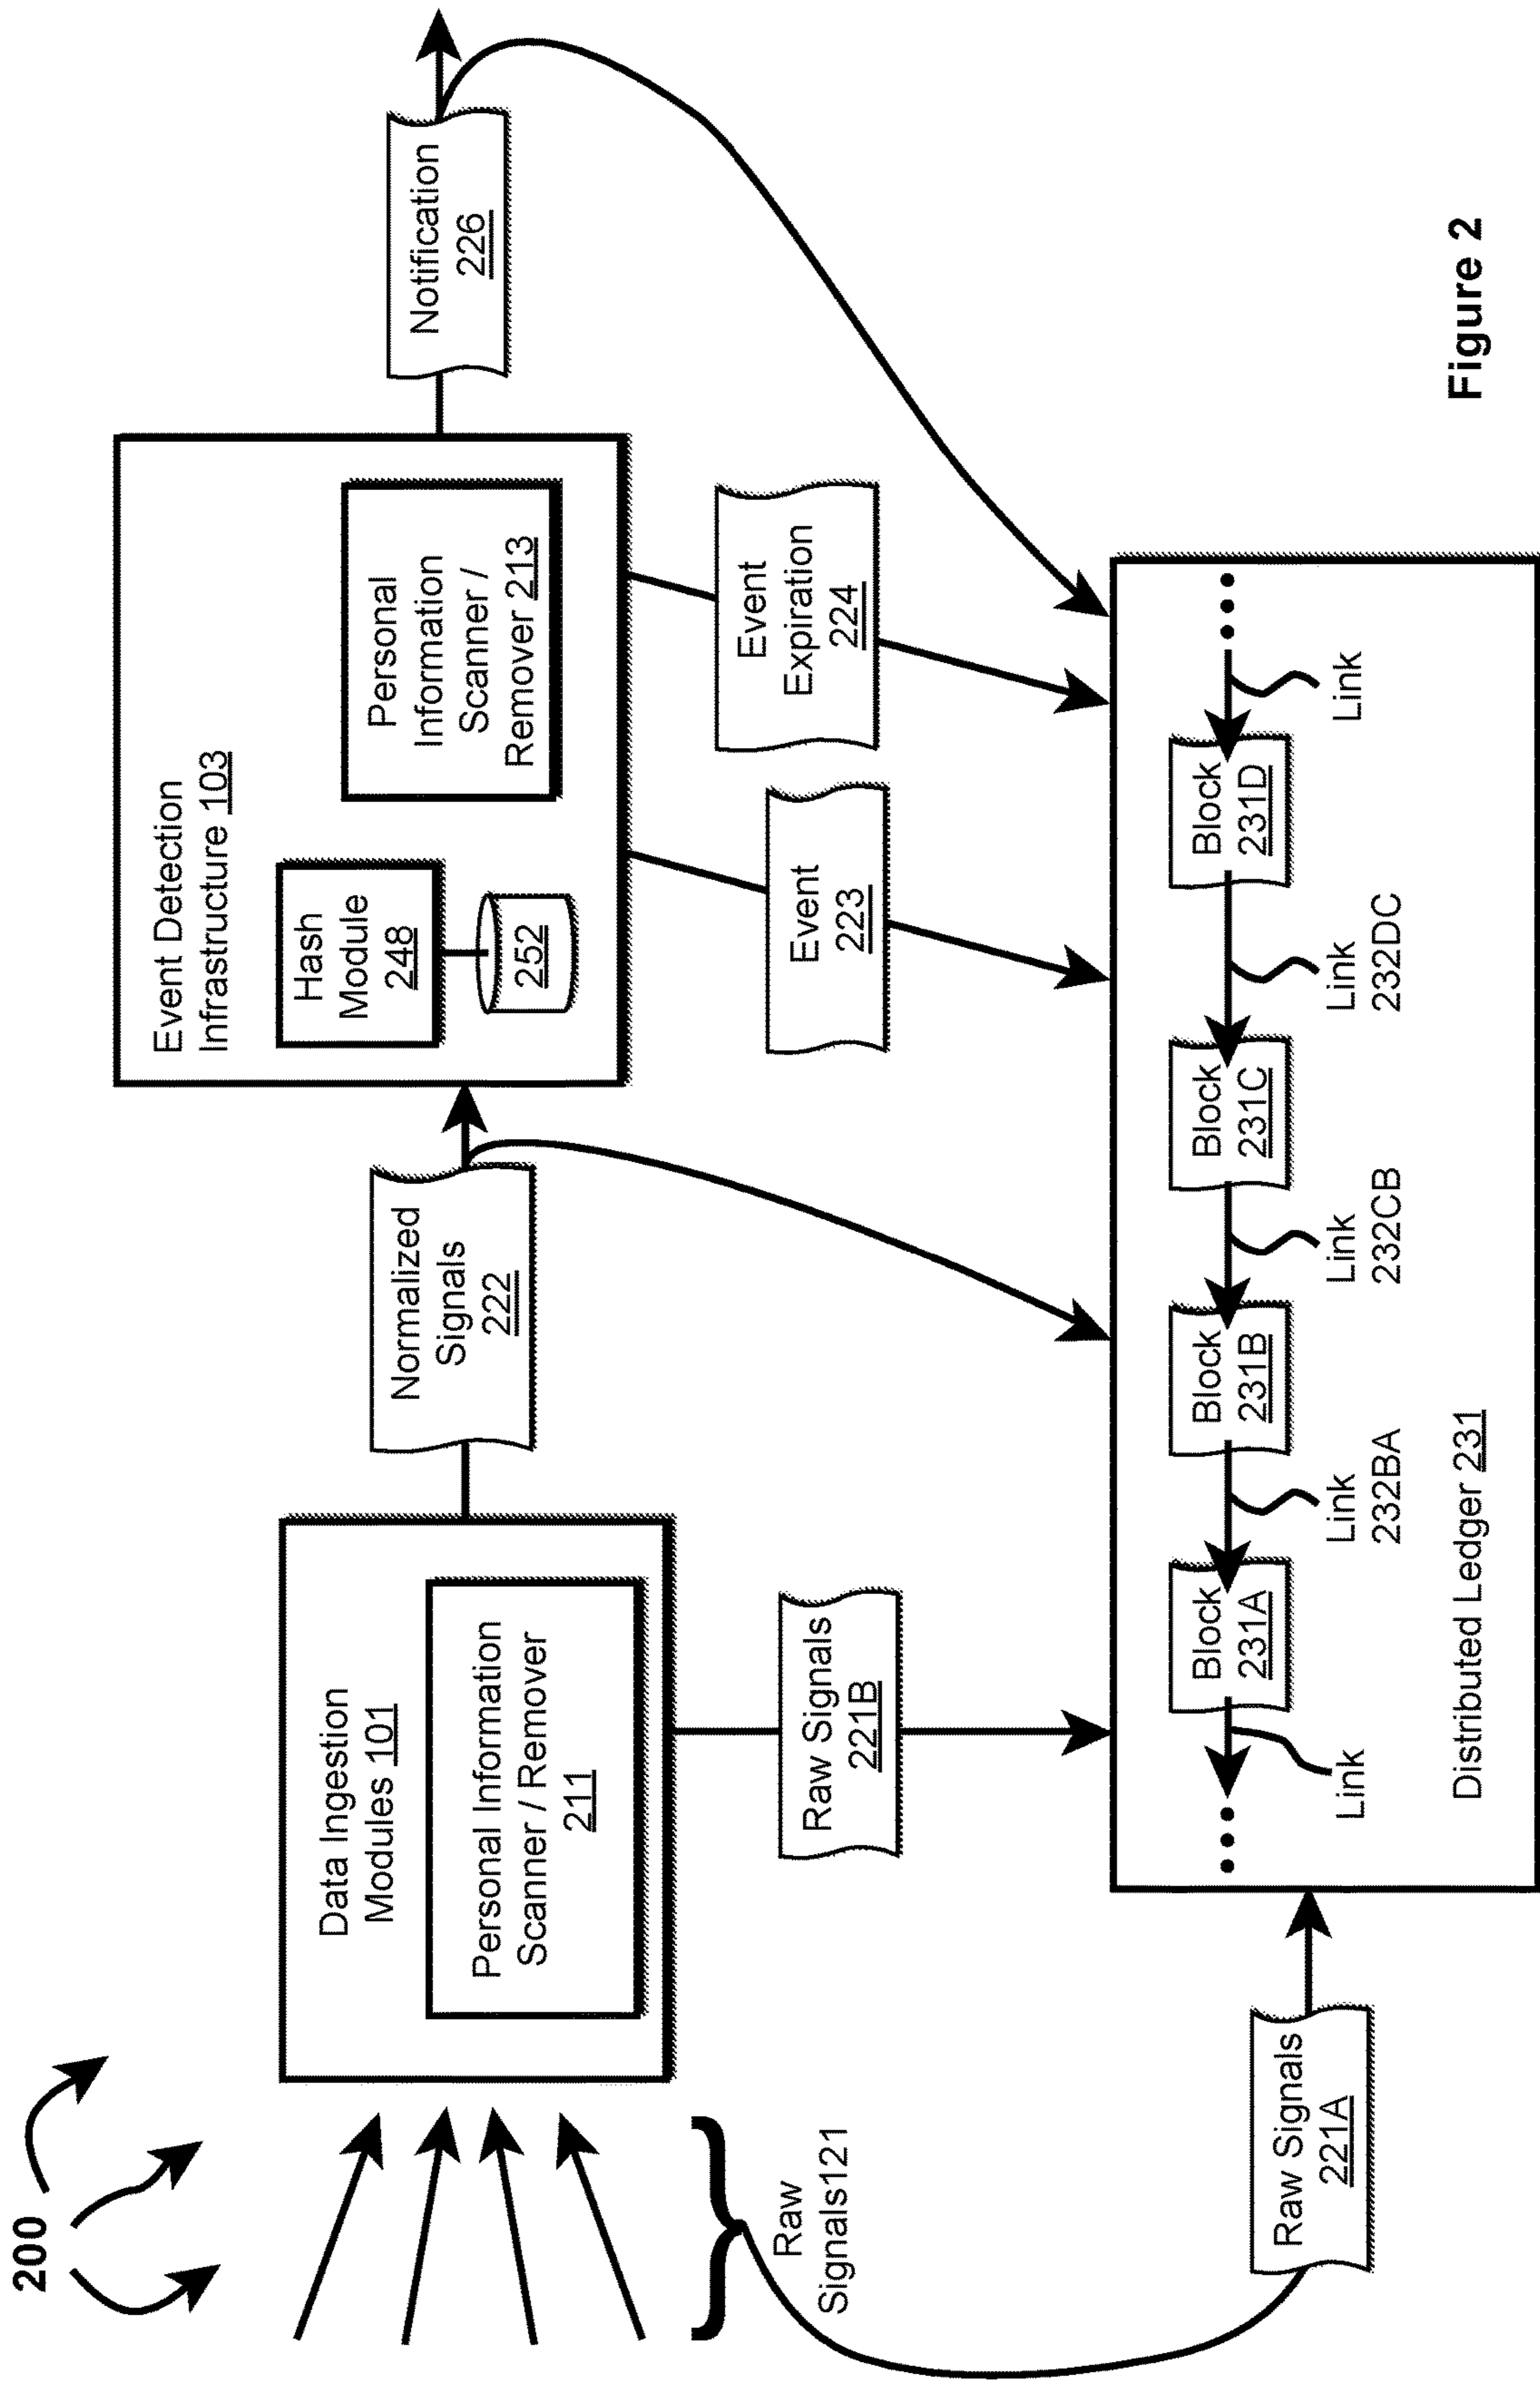 200
Data Ingestion
Modules 101
Personal Information
Scanner / Remover
211
Raw
Signals121
Normalized
Signals
222
Event Detection
Infrastructure 103
Hash
Module
248
252
Personal
Information
Scanner /
Remover 213
Notification
226
Raw Signals
221B
Event
223
Event
Expiration
224
Raw Signals
221A
Block
231A
Block
231B
Block
231C
Block
231D
Link
Link
232BA
Link
232CB
Link
232DC
Link
Distributed Ledger 231
Figure 2